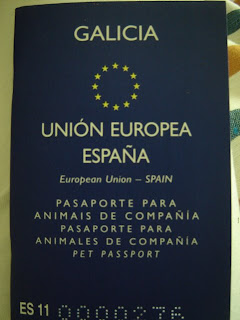 GALICIA
UNIÓN EUROPEA
ESPAÑA
European Union – SPAIN
PASAPORTE PARA
ANIMAIS DE COMPAÑÍA
PASAPORTE PARA
ANIMALES DE COMPAÑÍA
PET PASSPORT
ES 11 0000276